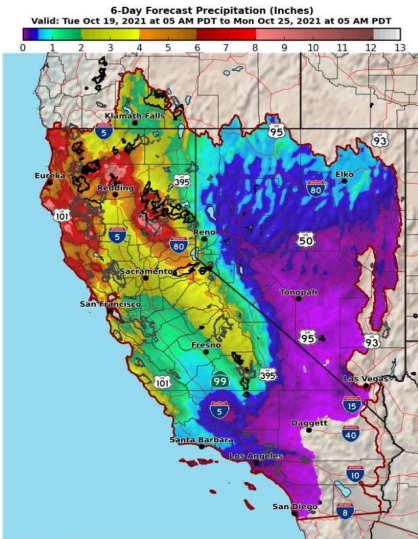 6-Day Forecast Precipitation (Inches)
Valid: Tue Oct 19, 2021 at 05 AM PDT to Mon Oct 25, 2021 at 05 AM PDT
0 .5 1 2 3 4 5 6 7 8 9 10 11 12 13
Klamath Falls
5
95
93
Eureka
Redding
395
Elko
80
101
5
Reno
80
50
Sacramento
Tonopah
San Francisco
95
93
Fresno
101
99
395
Las Vegas
5
15
Daggett
Santa Barbara
40
Los Angeles
10
San Diego
8